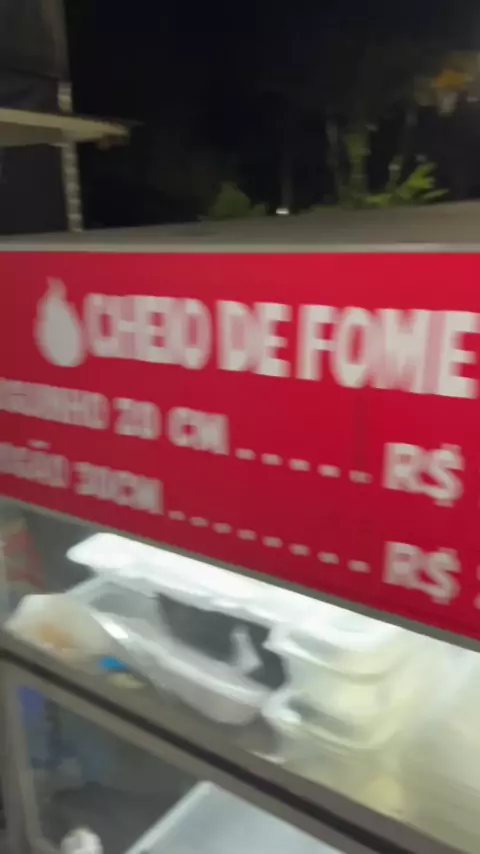 CHEIO DE FOME
20 CM ...... R$
30CM ........ R$